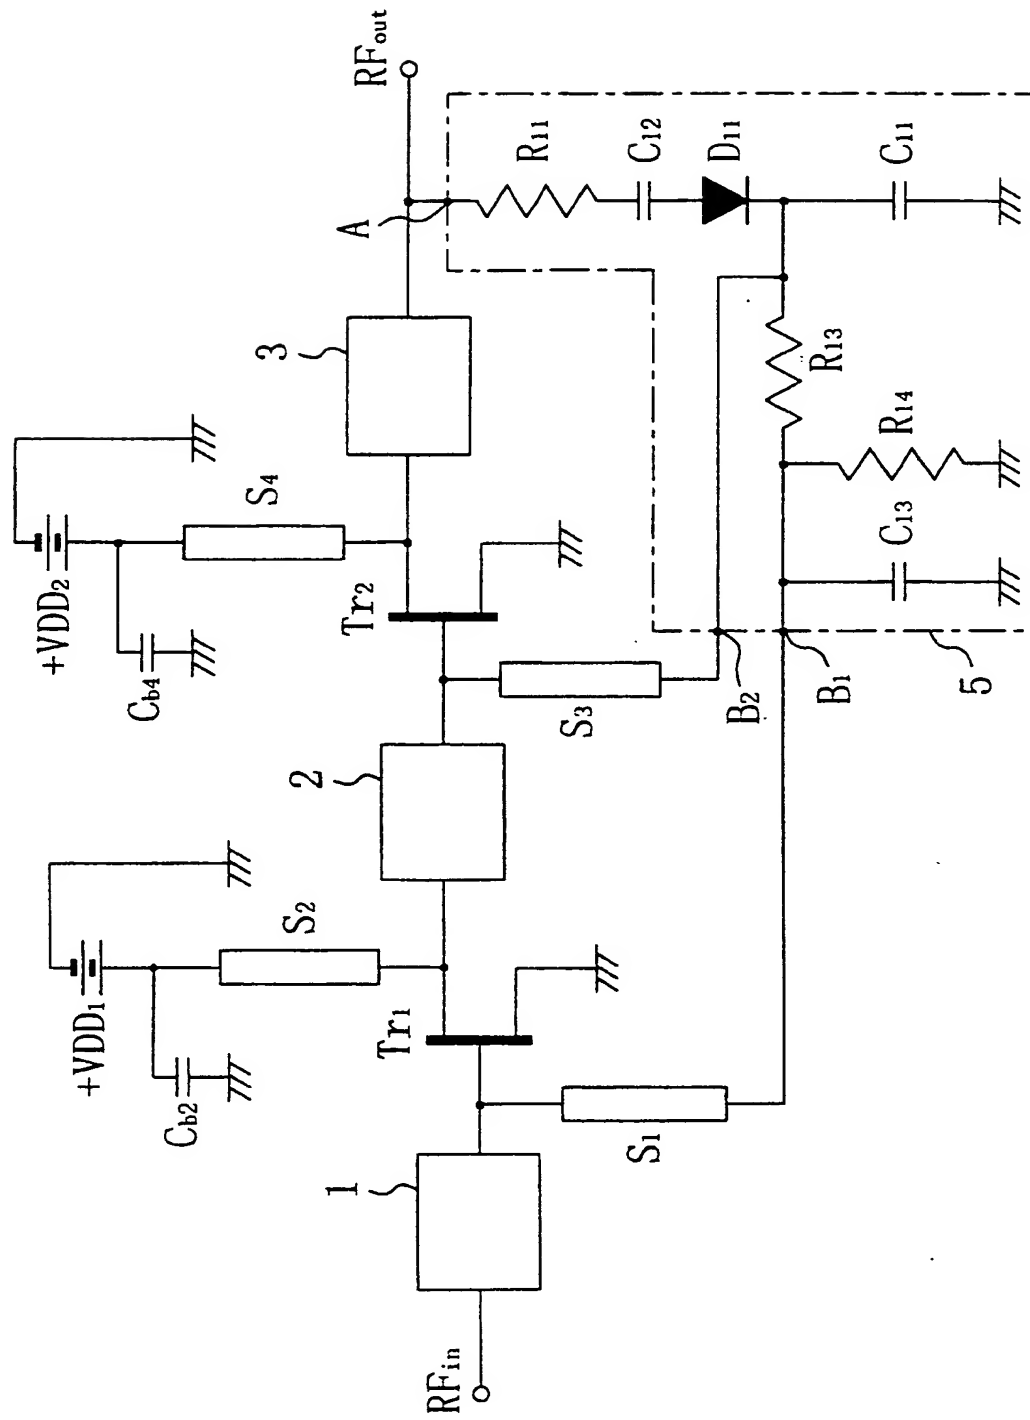 RFin
1
S1
Tr1
Cb2
+VDD1
S2
2
S3
Tr2
Cb4
+VDD2
S4
3
A
RFout
R11
C12
D11
C11
R13
R14
C13
B2
B1
5